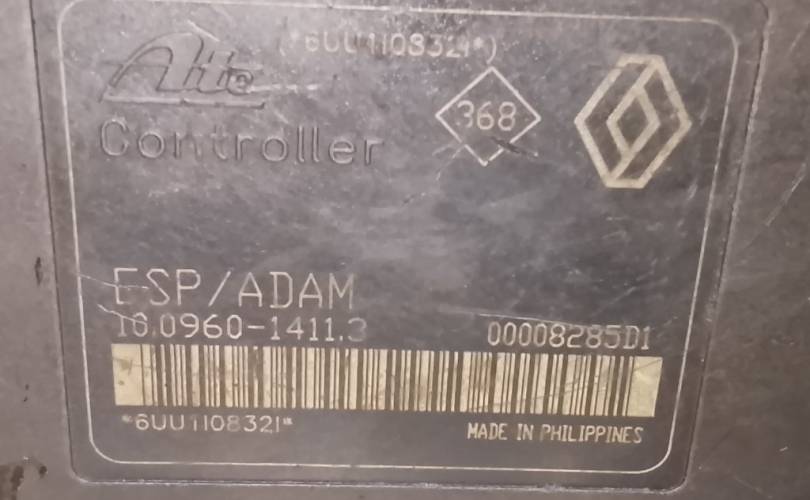 (*6UU1108321*)
Ate
368
Controller
ESP/ADAM
10.0960-1411.3
00008285D1
*6UU1108321*
MADE IN PHILIPPINES